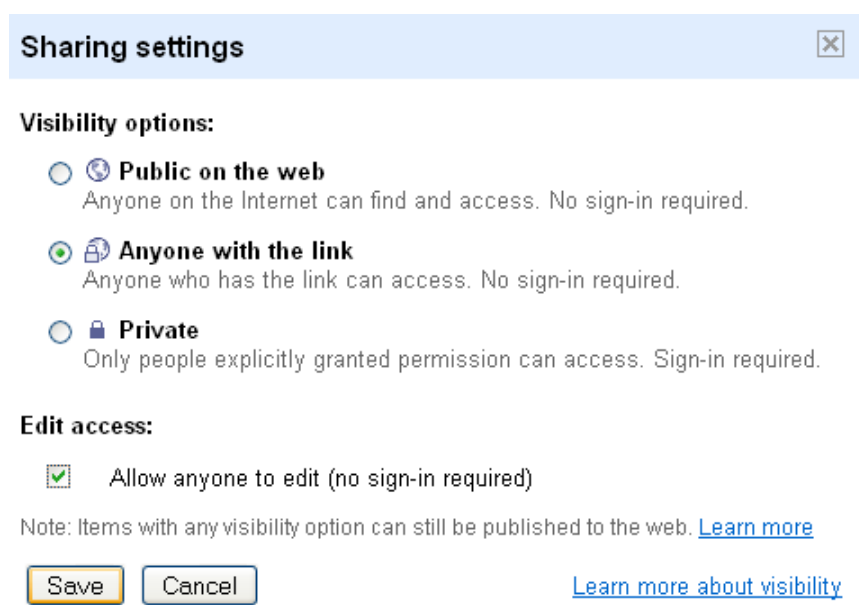 Sharing settings
Visibility options:
Public on the web
Anyone on the Internet can find and access. No sign-in required.
Anyone with the link
Anyone who has the link can access. No sign-in required.
Private
Only people explicitly granted permission can access. Sign-in required.
Edit access:
Allow anyone to edit (no sign-in required)
Note: Items with any visibility option can still be published to the web. Learn more
Save Cancel Learn more about visibility